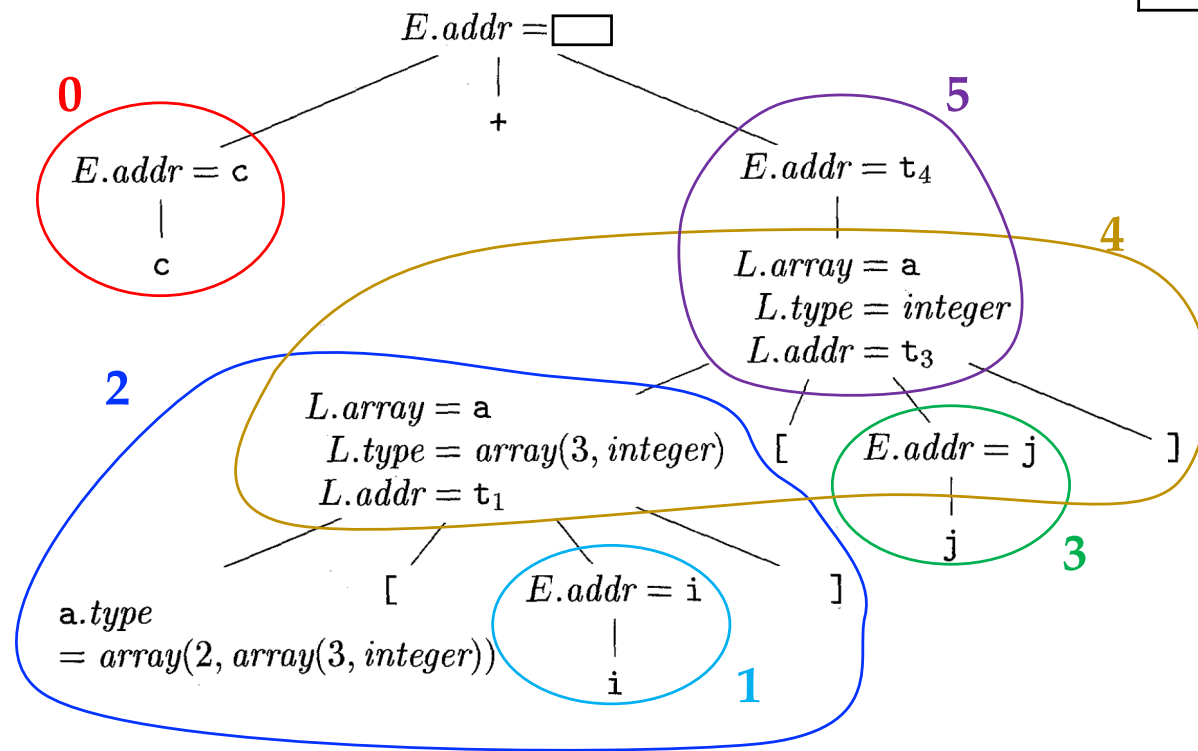 E.addr =
0
5
+
E.addr = c
E.addr = t₄
4
c
L.array = a
L.type = integer
L.addr = t₃
2
L.array = a
L.type = array(3, integer)
L.addr = t₁
[
E.addr = j
]
j
3
[
E.addr = i
]
a.type
= array(2, array(3, integer))
i
1